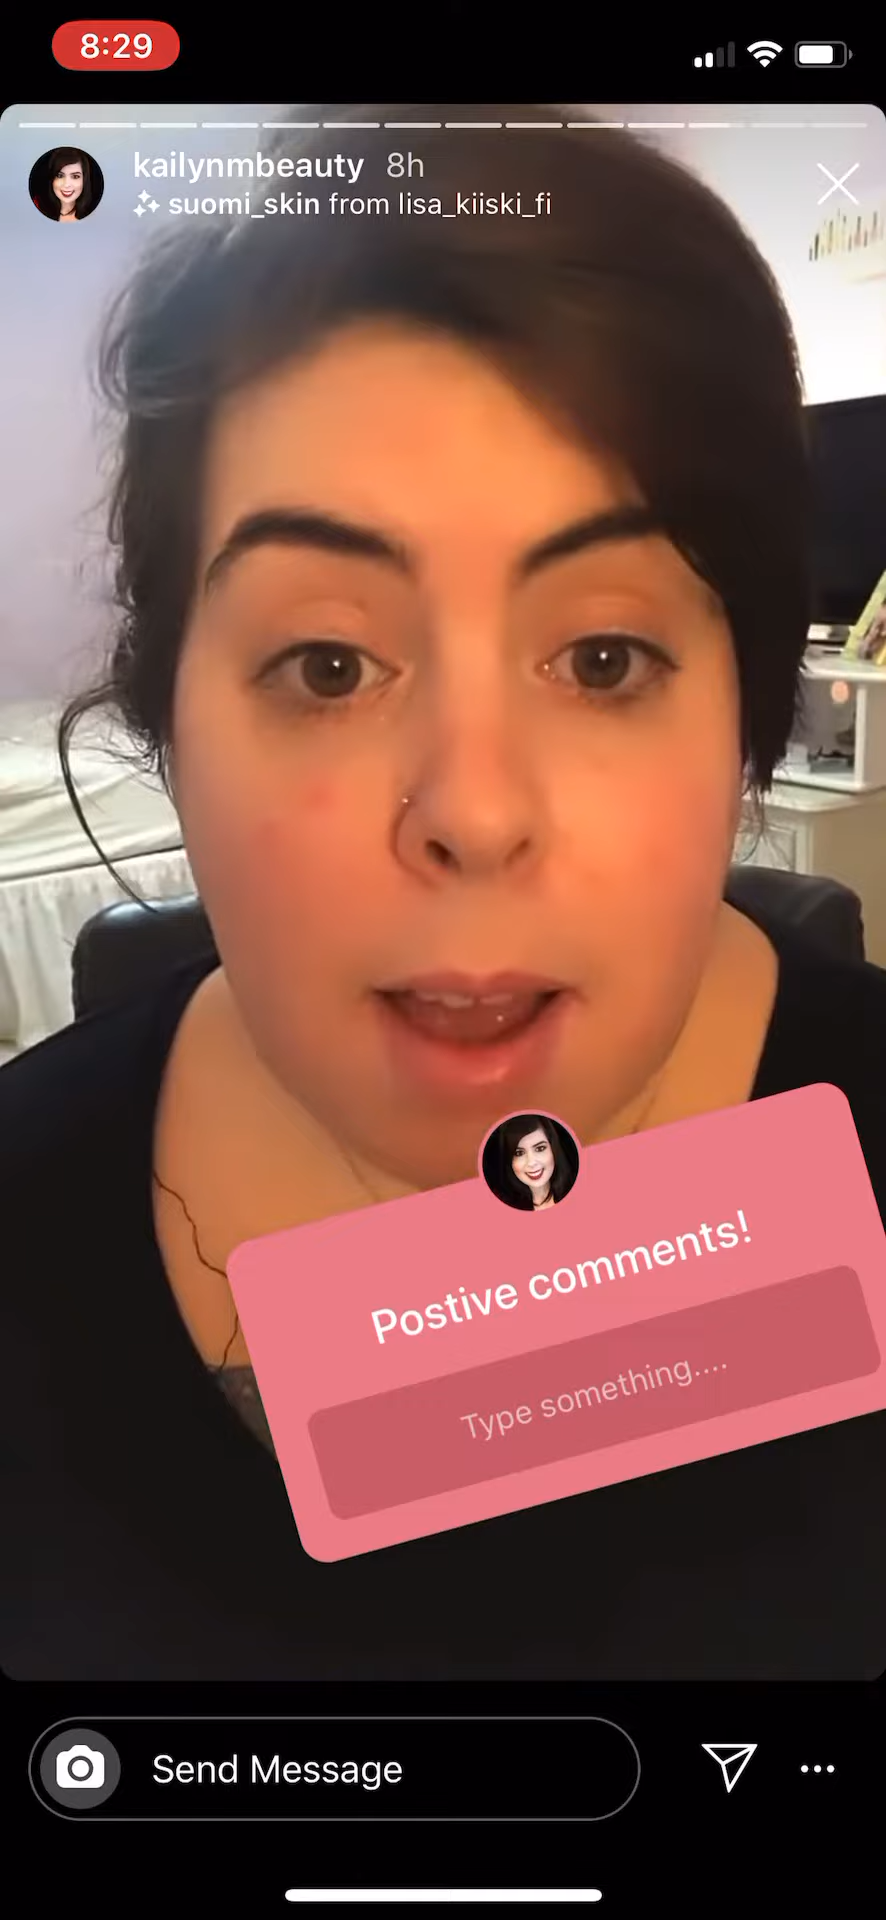 8:29
kailynmbeauty 8h
suomi_skin from lisa_kiiski_fi
Postive comments!
Type something....
Send Message